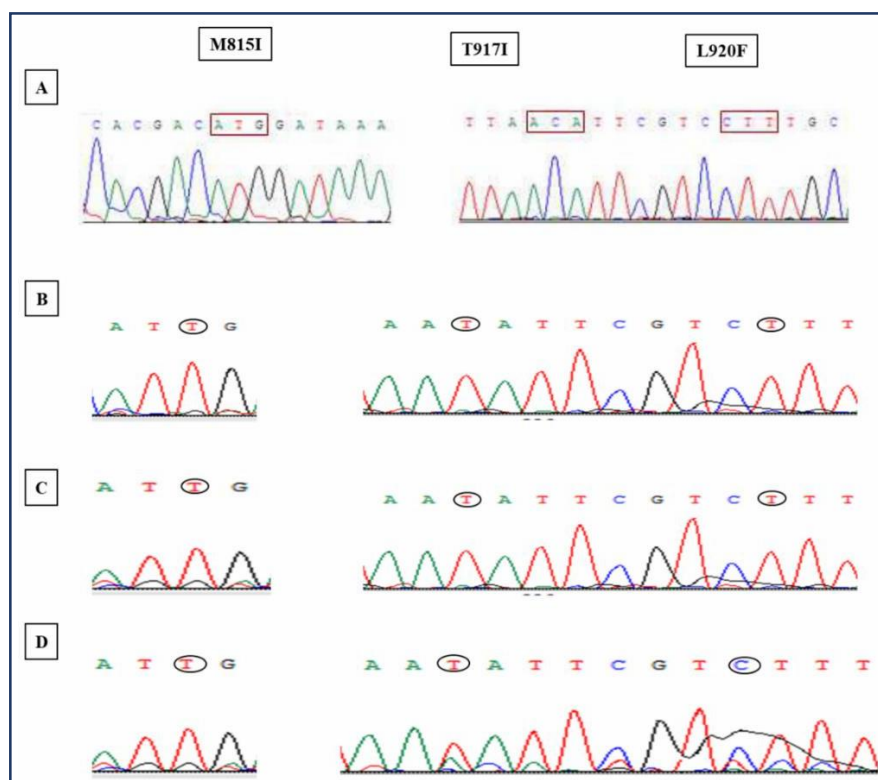 M815I T917I L920F
A
C A C G A C A T G G A T A A A T T A A C A T T C G T C C T T T G C
B
A T T G A A T A T T C G T C T T T
C
A T T G A A T A T T C G T C T T T
D
A T T G A A T A T T C G T C T T T